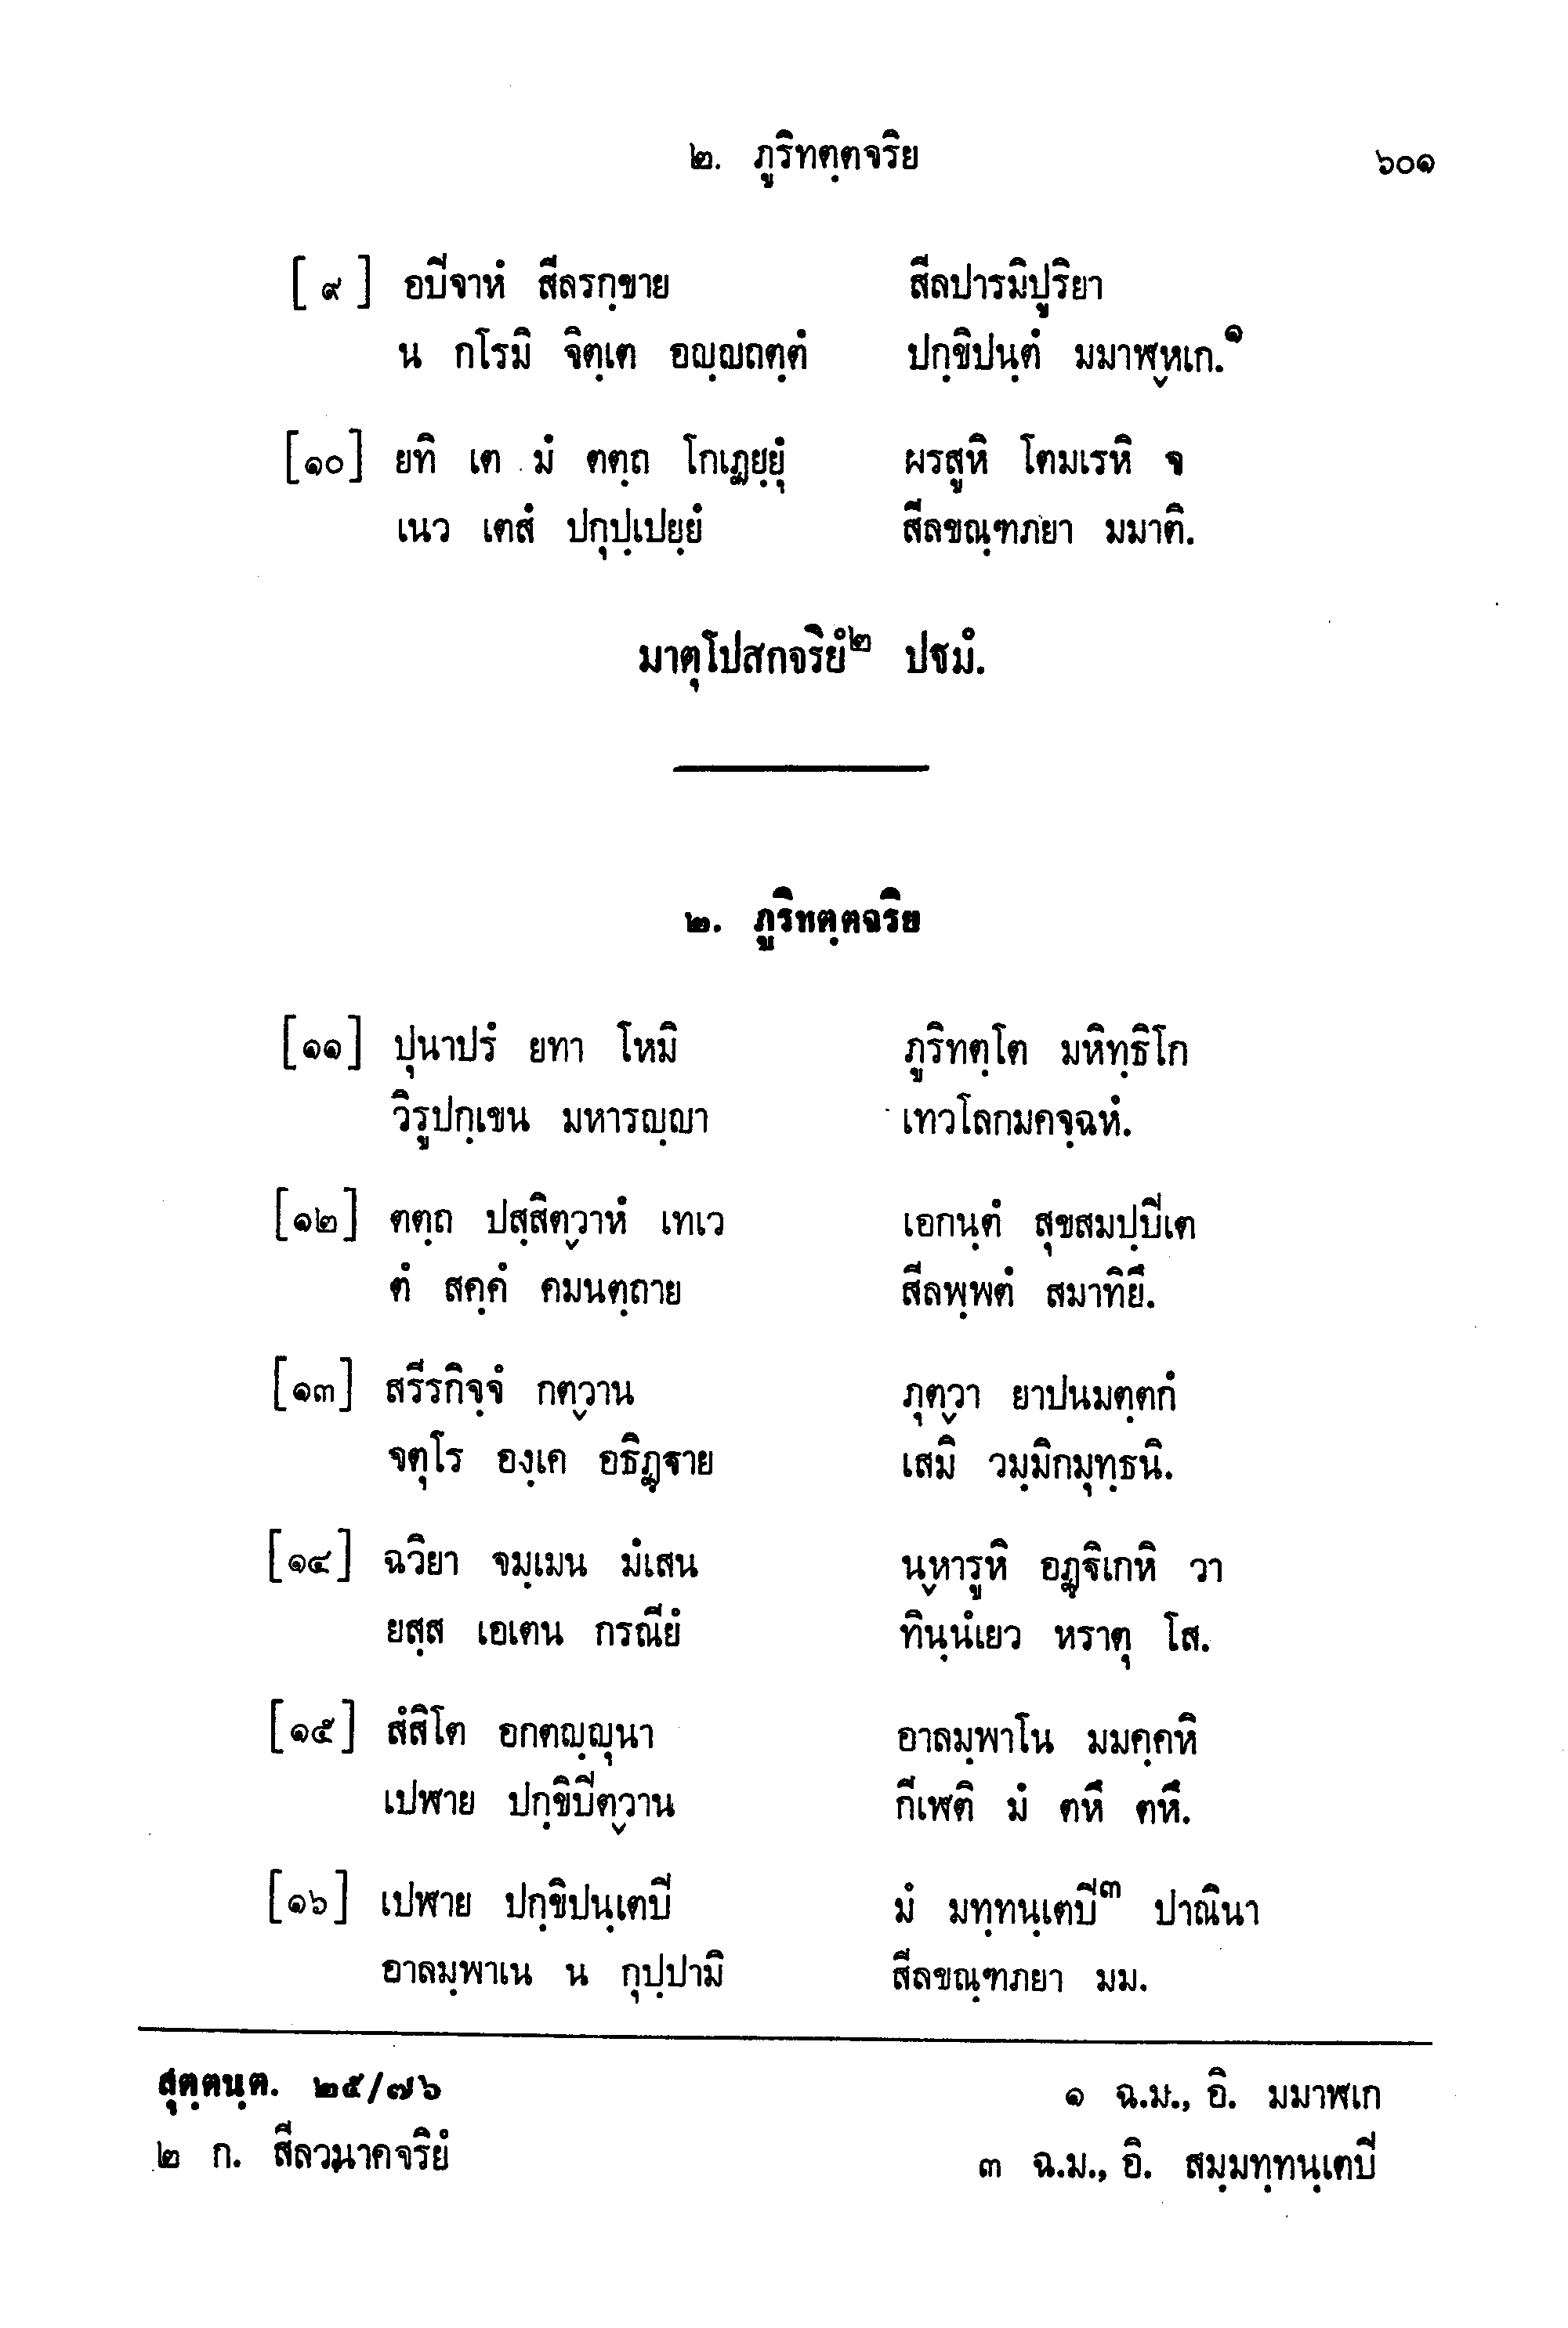 ๒. ภูริทตฺตจริย ๖๐๑
[ ๙ ] อปีจาหํ สีลรกฺขาย สีลปารมิปูริยา
น กโรมิ จิตฺเต อญฺญถตฺตํ ปกฺขิปนฺตํ มมาฬฺหเก.๑
[๑๐] ยทิ เต มํ ตตฺถ โกเฏยฺยุํ ผรสูหิ โตมเรหิ จ
เนว เตสํ ปกุปฺเปยฺยํ สีลขณฺฑภยา มมาติ.
มาตุโปสกจริยํ๒ ปฐมํ.
๒. ภูริทตฺตจริย
[๑๑] ปุนาปรํ ยทา โหมิ ภูริทตฺโต มหิทฺธิโก
วิรูปกฺเขน มหารญฺญา เทวโลกมคจฺฉหํ.
[๑๒] ตตฺถ ปสฺสิตฺวาหํ เทเว เอกนฺตํ สุขสมปฺปิเต
ตํ สคฺคํ คมนตฺถาย สีลพฺพตํ สมาทิยึ.
[๑๓] สรีรกิจฺจํ กตฺวาน ภุตฺวา ยาปนมตฺตกํ
จตุโร องฺเค อธิฏฺฐาย เสมิ วมฺมิกมุทฺธนิ.
[๑๔] ฉวิยา จมฺเมน มํเสน นฺหารูหิ อฏฺฐิเกหิ วา
ยสฺส เอเตน กรณียํ ทินฺนํเยว หราตุ โส.
[๑๕] สํสิโต อกตญฺญุนา อาลมฺพาโน มมคฺคหิ
เปฬาย ปกฺขิปีตฺวาน กีเฬติ มํ ตหึ ตหึ.
[๑๖] เปฬาย ปกฺขิปนฺเตปี มํ มทฺทนฺเตปี๓ ปาณินา
อาลมฺพาเน น กุปฺปามิ สีลขณฺฑภยา มม.
สุตฺตนฺต. ๒๕/๗๖ ๑ ฉ.ม., อิ. มมาฬเก
๒ ก. สีลวนาคจริยํ ๓ ฉ.ม., อิ. สมฺมทฺทนฺเตปี